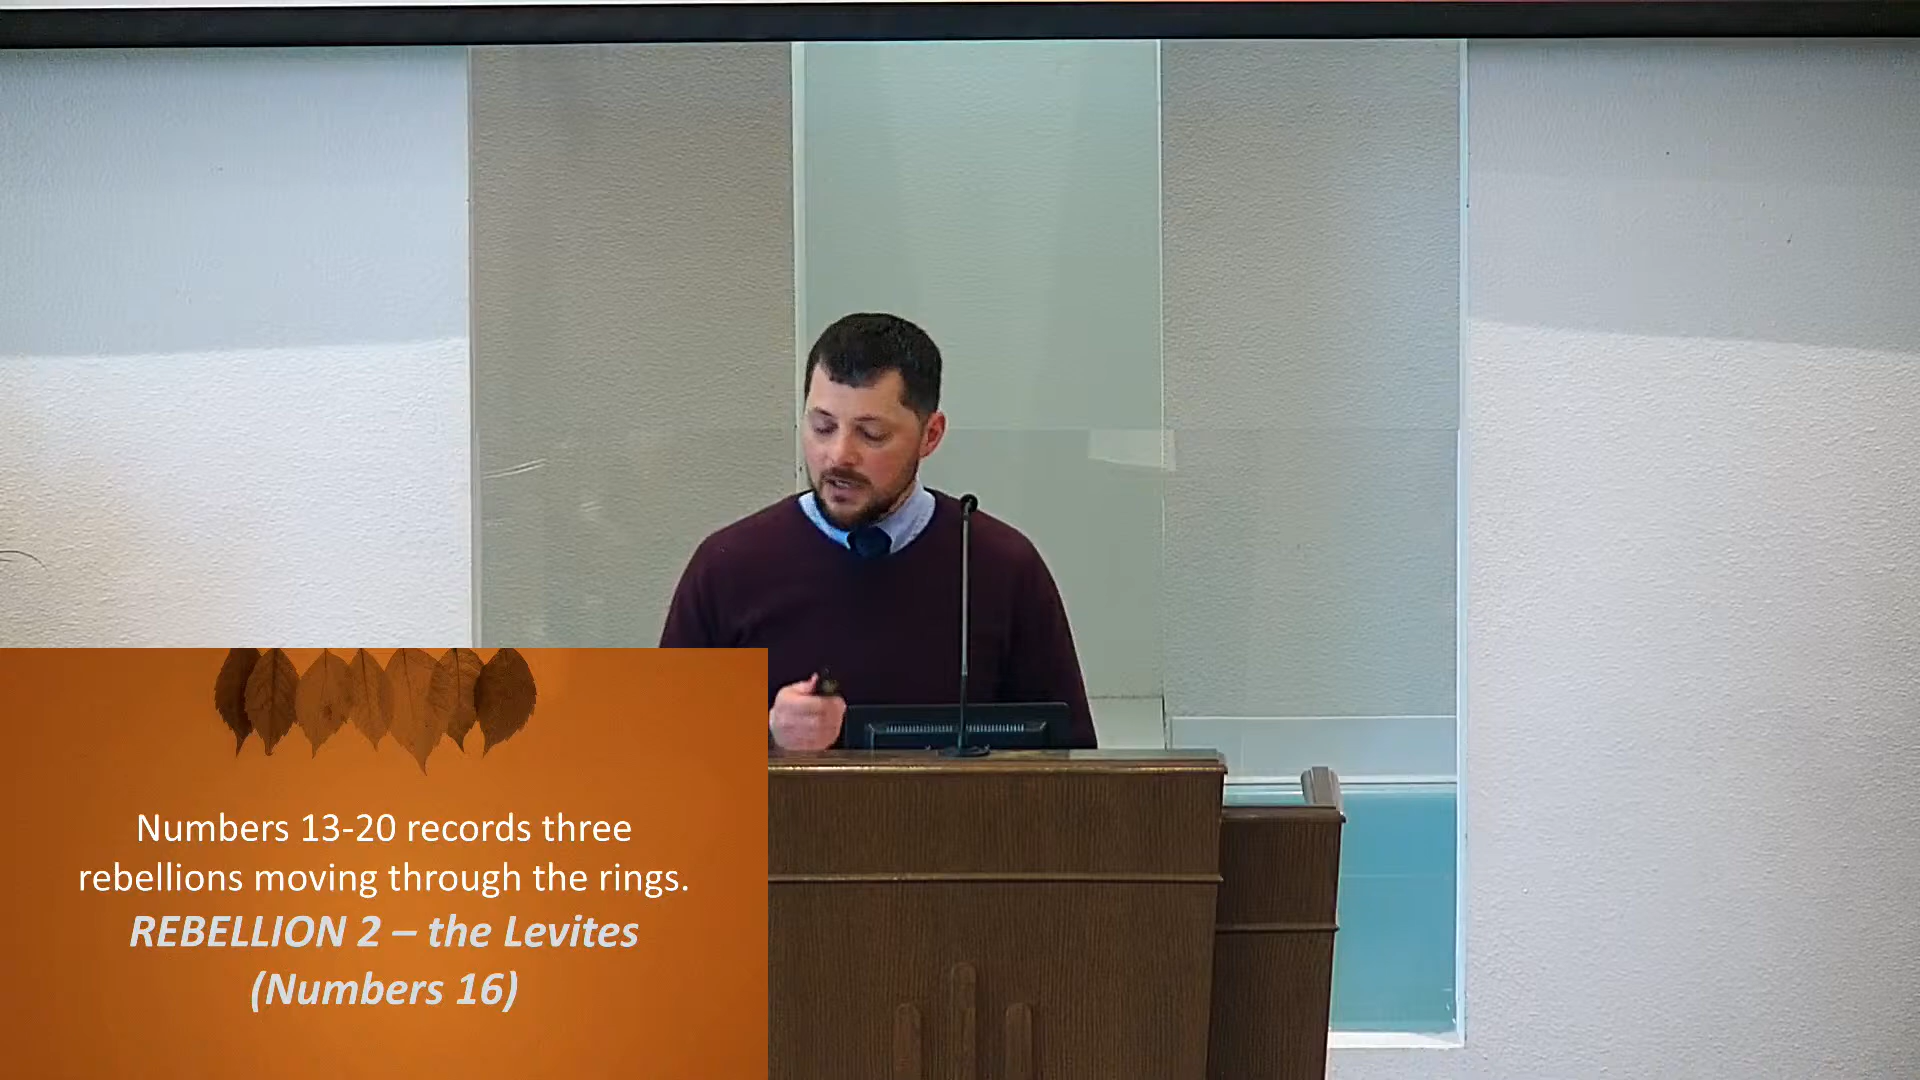 Numbers 13-20 records three
rebellions moving through the rings.
REBELLION 2 – the Levites
(Numbers 16)